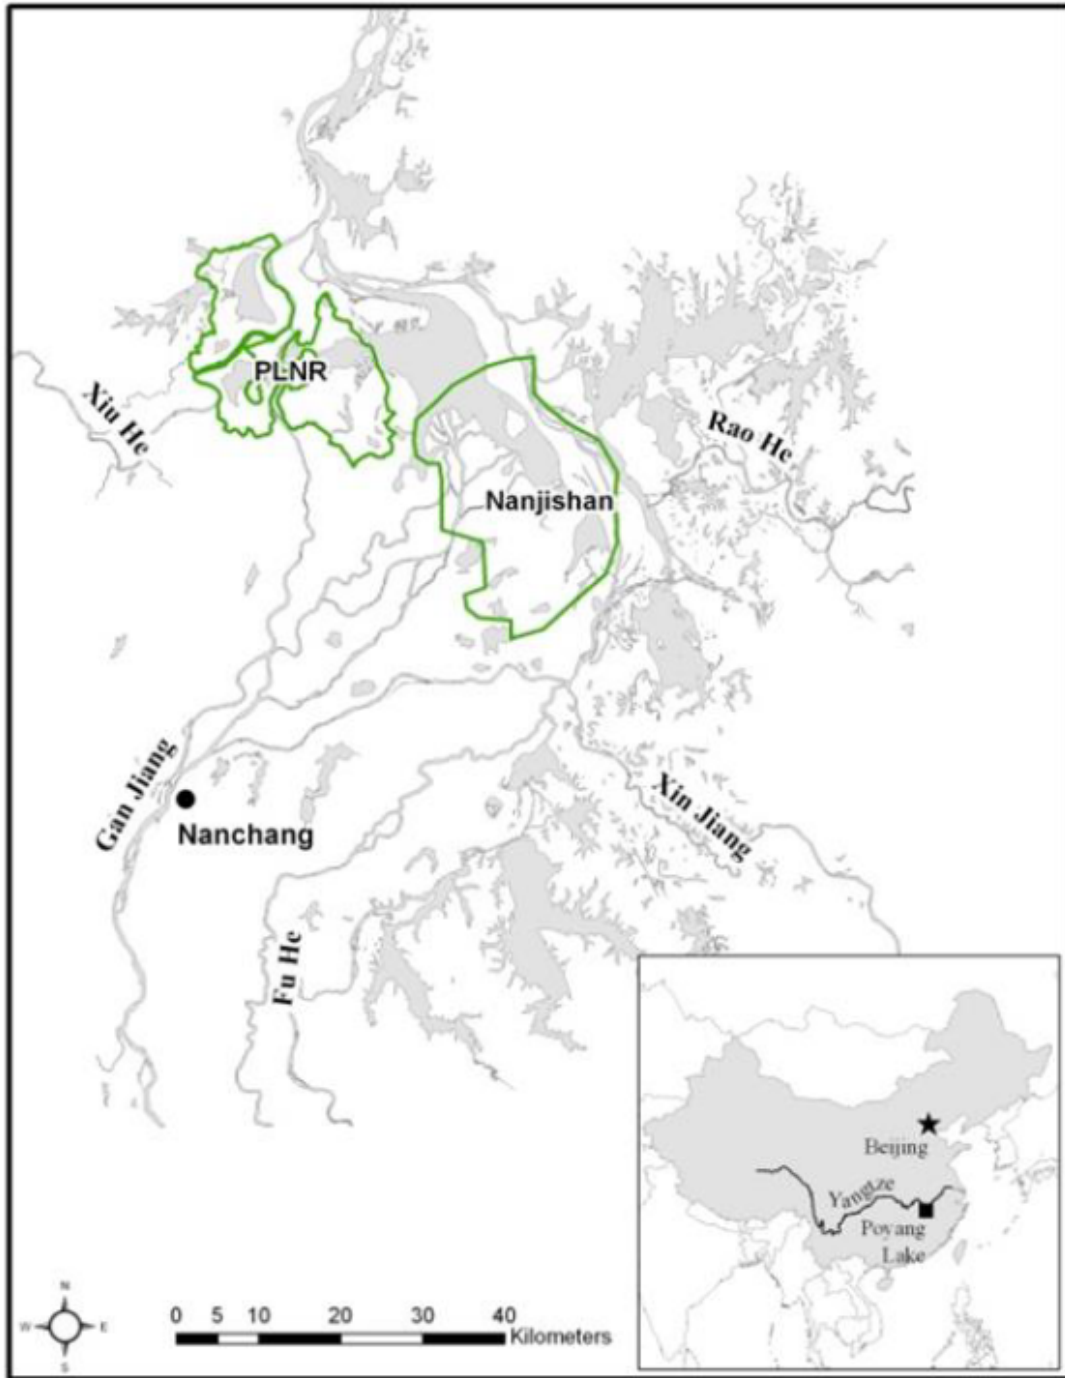 PLNR
Xiu He
Rao He
Nanjishan
Gan Jiang
Nanchang
Xin Jiang
Fu He
Beijing
Yangtze
Poyang
Lake
N
W E
S
0 5 10 20 30 40
Kilometers